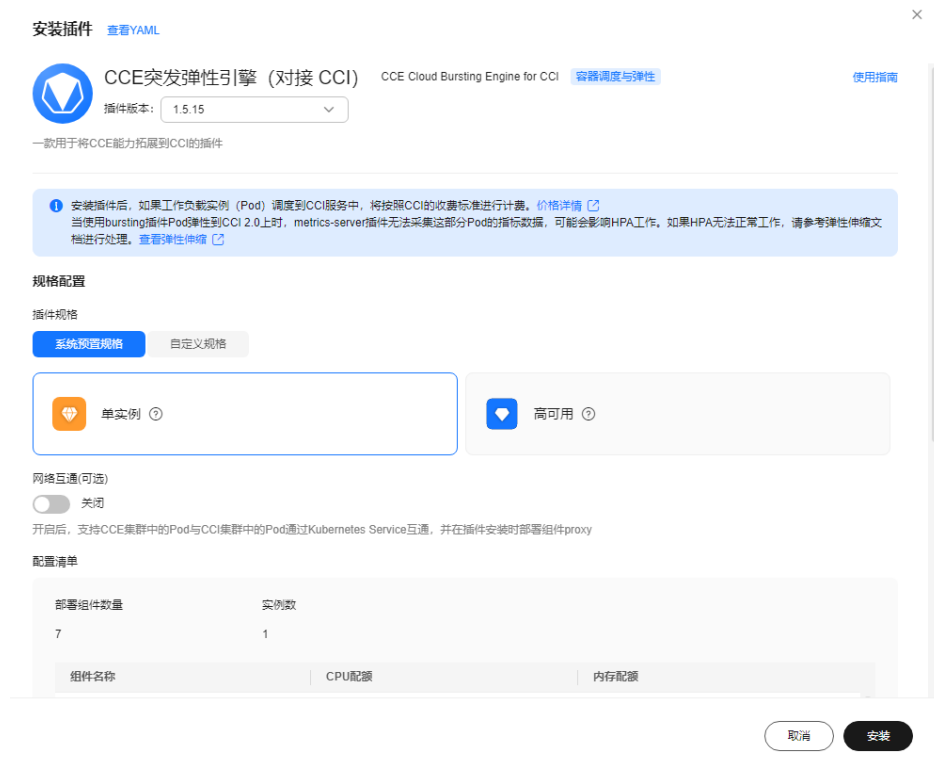 安装插件 查看YAML
CCE突发弹性引擎（对接 CCI） CCE Cloud Bursting Engine for CCI 容器调度与弹性 使用指南
插件版本： 1.5.15
一款用于将CCE能力拓展到CCI的插件
安装插件后，如果工作负载实例（Pod）调度到CCI服务中，将按照CCI的收费标准进行计费。价格详情
当使用bursting插件Pod弹性到CCI 2.0上时，metrics-server插件无法采集这部分Pod的指标数据，可能会影响HPA工作。如果HPA无法正常工作，请参考弹性伸缩文
档进行处理。查看弹性伸缩
规格配置
插件规格
系统预置规格 自定义规格
单实例 高可用
网络互通(可选)
关闭
开启后，支持CCE集群中的Pod与CCI集群中的Pod通过Kubernetes Service互通，并在插件安装时部署组件proxy
配置清单
部署组件数量 实例数
7 1
组件名称 CPU配额 内存配额
取消 安装